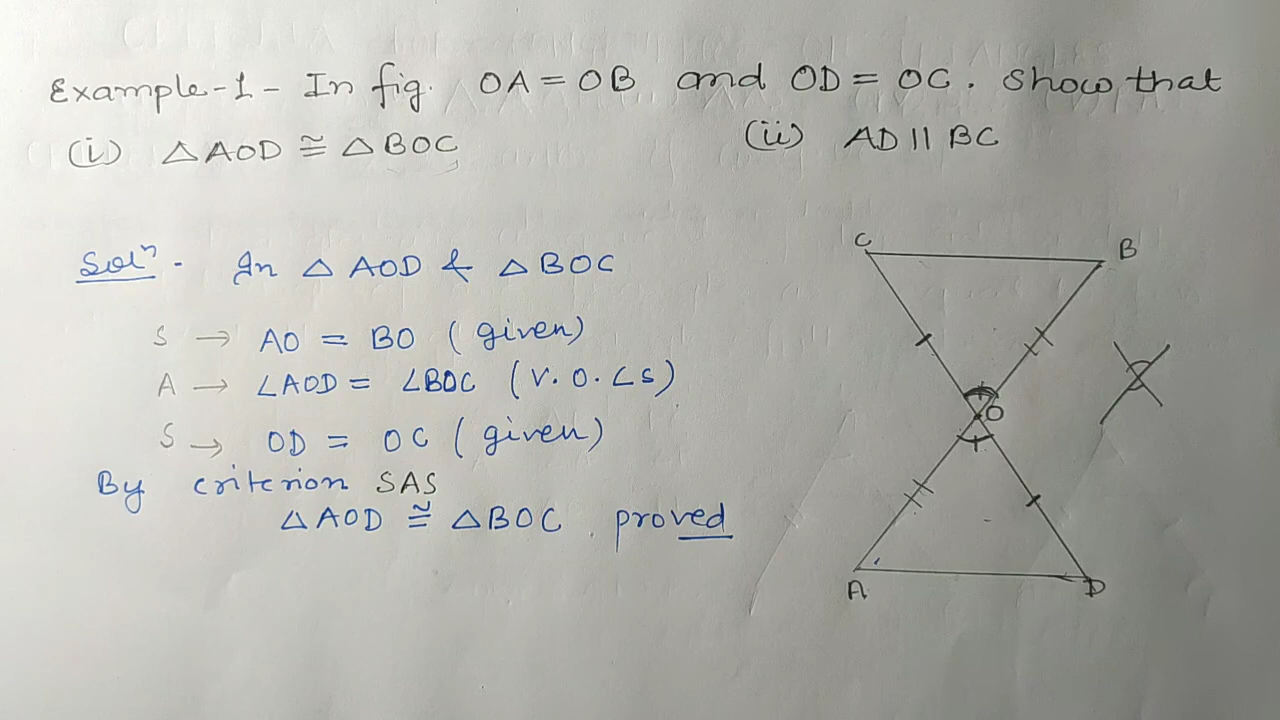 Example-1- In fig. OA = OB and OD = OC. Show that
(i) △AOD ≅ △BOC (ii) AD || BC
Solⁿ - In △ AOD & △ BOC
S → AO = BO (given)
A → ∠AOD = ∠BOC (V.O.∠s)
S → OD = OC (given)
By criterion SAS
△AOD ≅ △BOC . proved
C
B
O
A
D